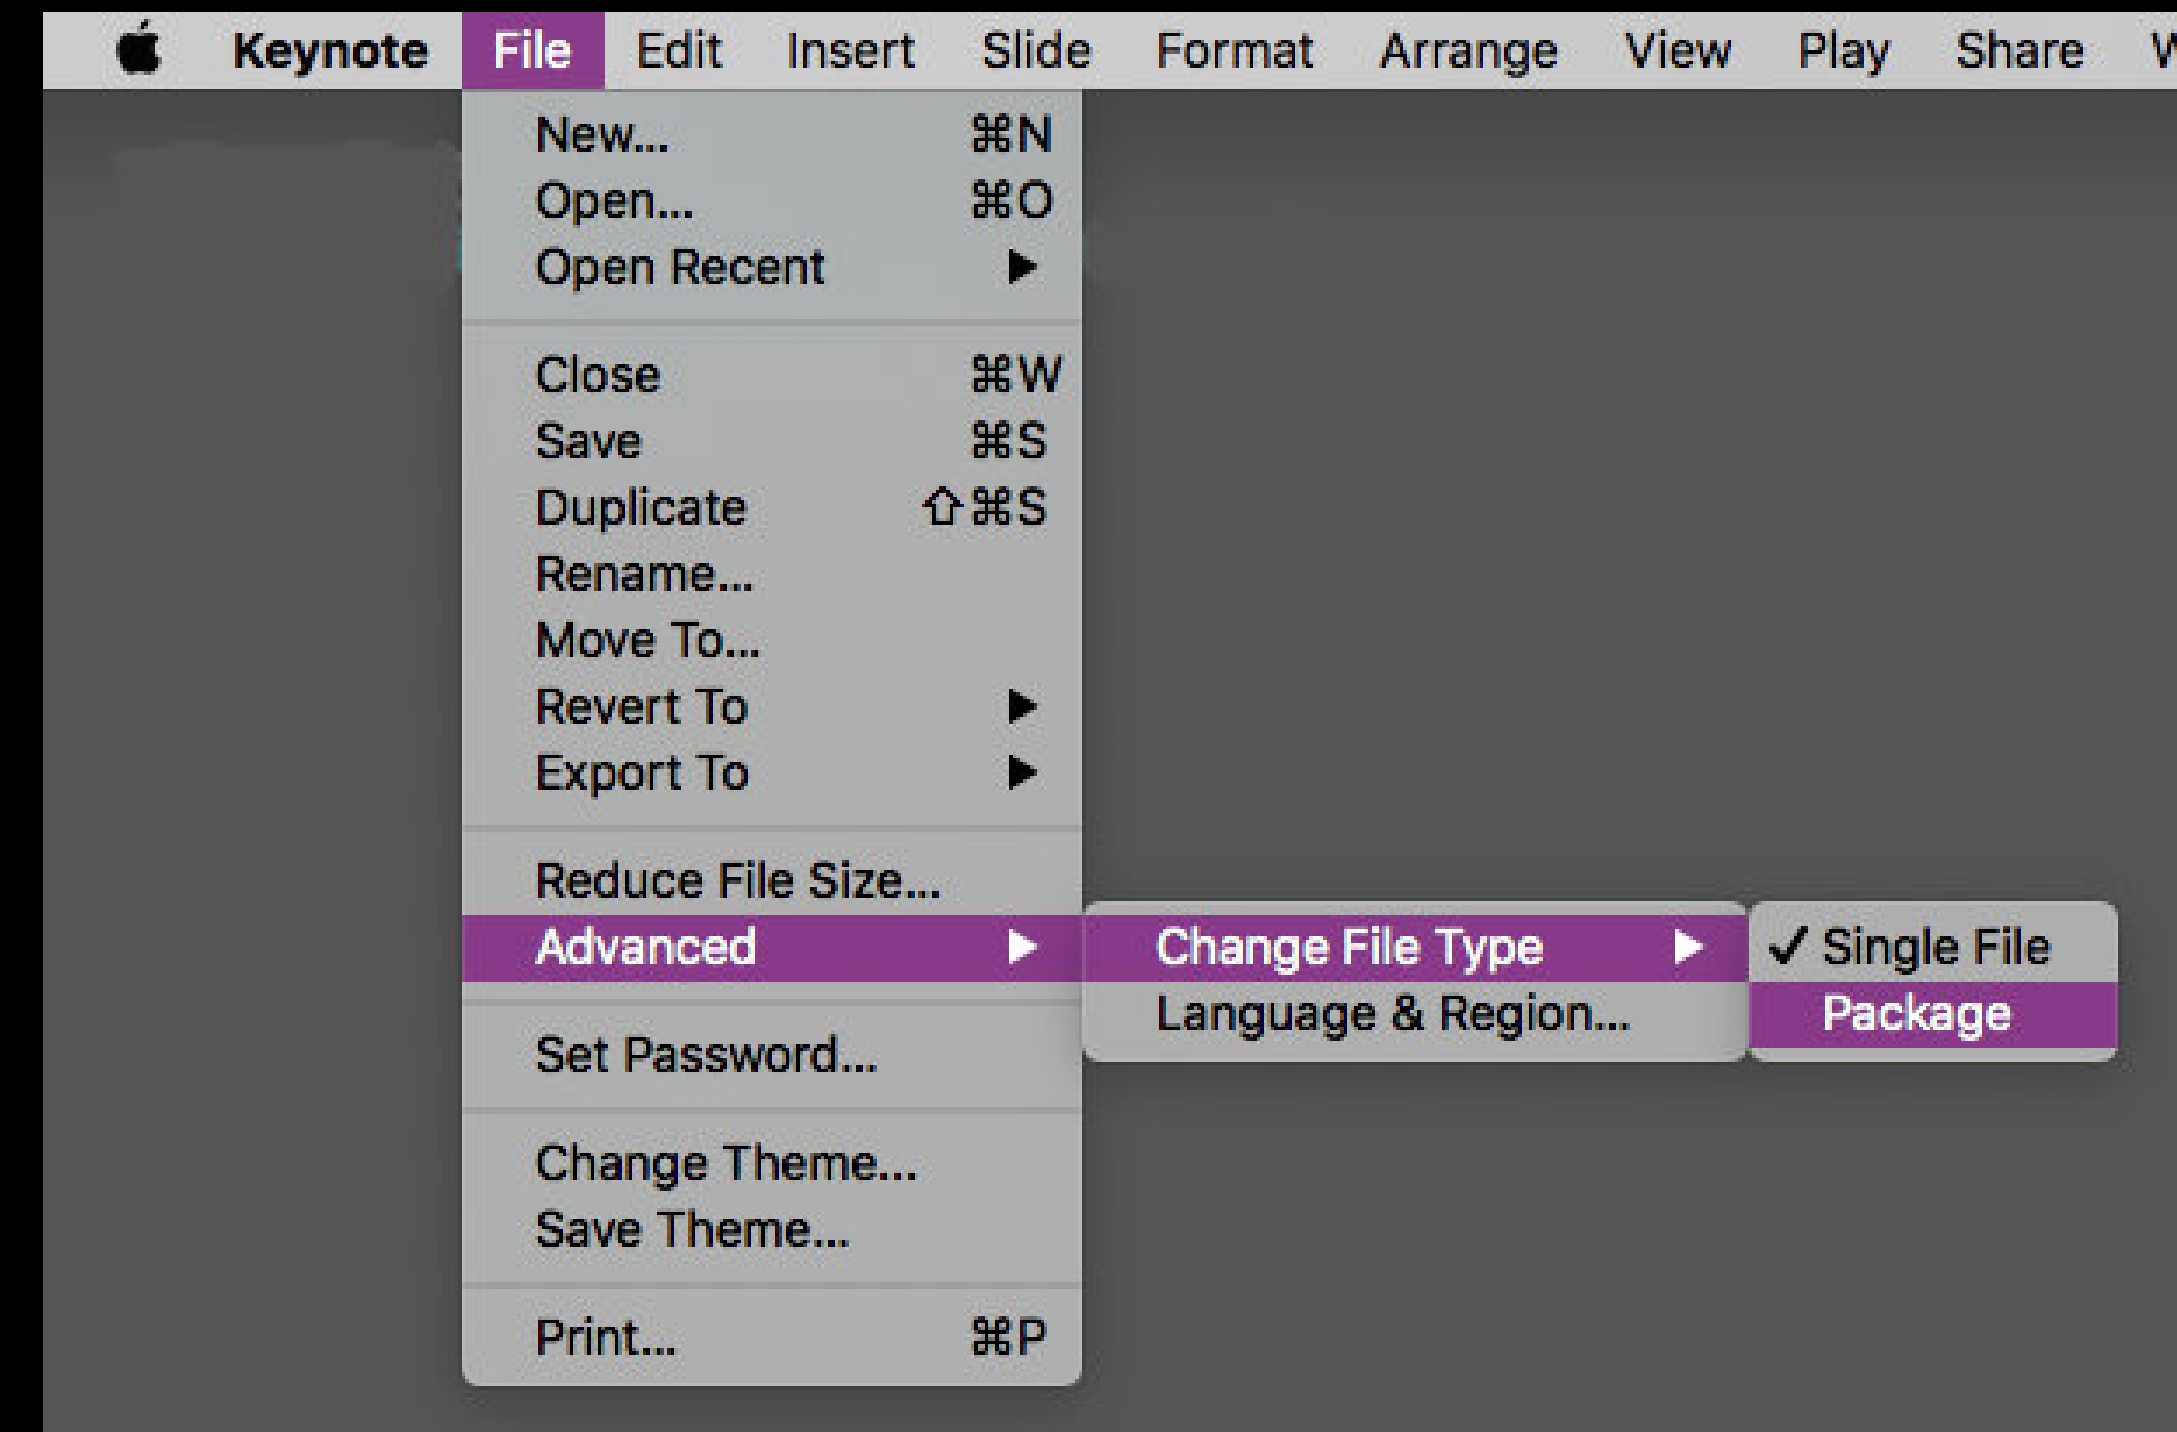 Keynote File Edit Insert Slide Format Arrange View Play Share
New... ⌘N
Open... ⌘O
Open Recent ▶
Close ⌘W
Save ⌘S
Duplicate ⇧⌘S
Rename...
Move To...
Revert To ▶
Export To ▶
Reduce File Size...
Advanced ▶ Change File Type ▶ ✓ Single File
Language & Region... Package
Set Password...
Change Theme...
Save Theme...
Print... ⌘P